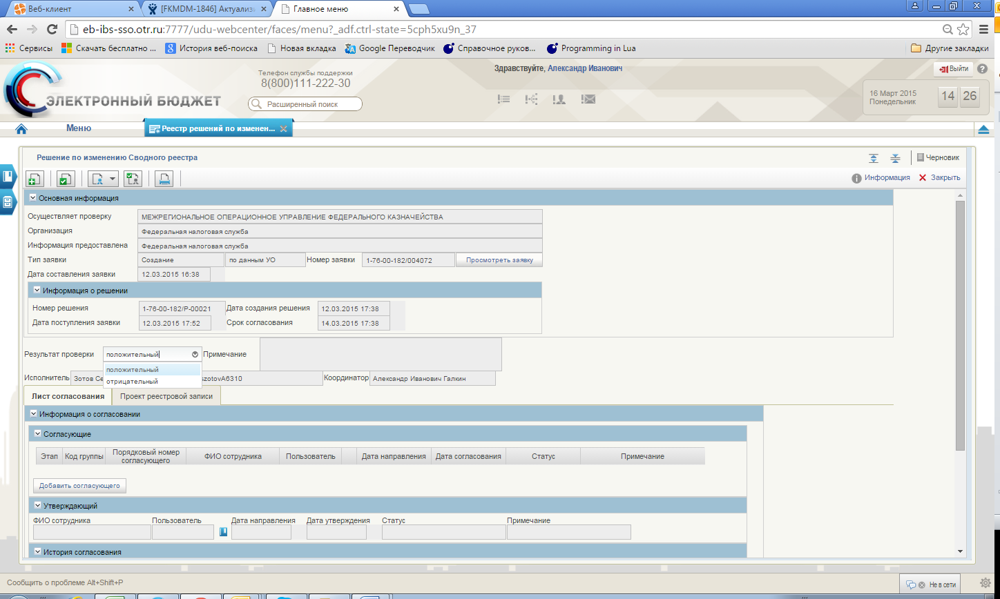 Веб-клиент
[FKMDM-1846] Актуализ
Главное меню
eb-ibs-sso.otr.ru:7777/udu-webcenter/faces/menu?_adf.ctrl-state=5cph5xu9n_37
Сервисы
Скачать бесплатно ...
История веб-поиска
Новая вкладка
Google Переводчик
Справочное руков...
Programming in Lua
Другие закладки
ЭЛЕКТРОННЫЙ БЮДЖЕТ
Телефон службы поддержки
8(800)111-222-30
Расширенный поиск
Здравствуйте, Александр Иванович
Выйти
16 Март 2015
Понедельник
14 26
Меню
Реестр решений по изменен...
Решение по изменению Сводного реестра
Черновик
Информация
Закрыть
Основная информация
Осуществляет проверку МЕЖРЕГИОНАЛЬНОЕ ОПЕРАЦИОННОЕ УПРАВЛЕНИЕ ФЕДЕРАЛЬНОГО КАЗНАЧЕЙСТВА
Организация Федеральная налоговая служба
Информация предоставлена Федеральная налоговая служба
Тип заявки Создание по данным УО Номер заявки 1-76-00-182/004072 Просмотреть заявку
Дата составления заявки 12.03.2015 16:38
Информация о решении
Номер решения 1-76-00-182/Р-00021 Дата создания решения 12.03.2015 17:38
Дата поступления заявки 12.03.2015 17:52 Срок согласования 14.03.2015 17:38
Результат проверки положительный Примечание
положительный
отрицательный
Исполнитель Зотов Се szotovA6310 Координатор Александр Иванович Галкин
Лист согласования Проект реестровой записи
Информация о согласовании
Согласующие
Этап Код группы Порядковый номер согласующего ФИО сотрудника Пользователь Дата направления Дата согласования Статус Примечание
Добавить согласующего
Утверждающий
ФИО сотрудника Пользователь Дата направления Дата утверждения Статус Примечание
История согласования
Сообщить о проблеме Alt+Shift+P
Не в сети